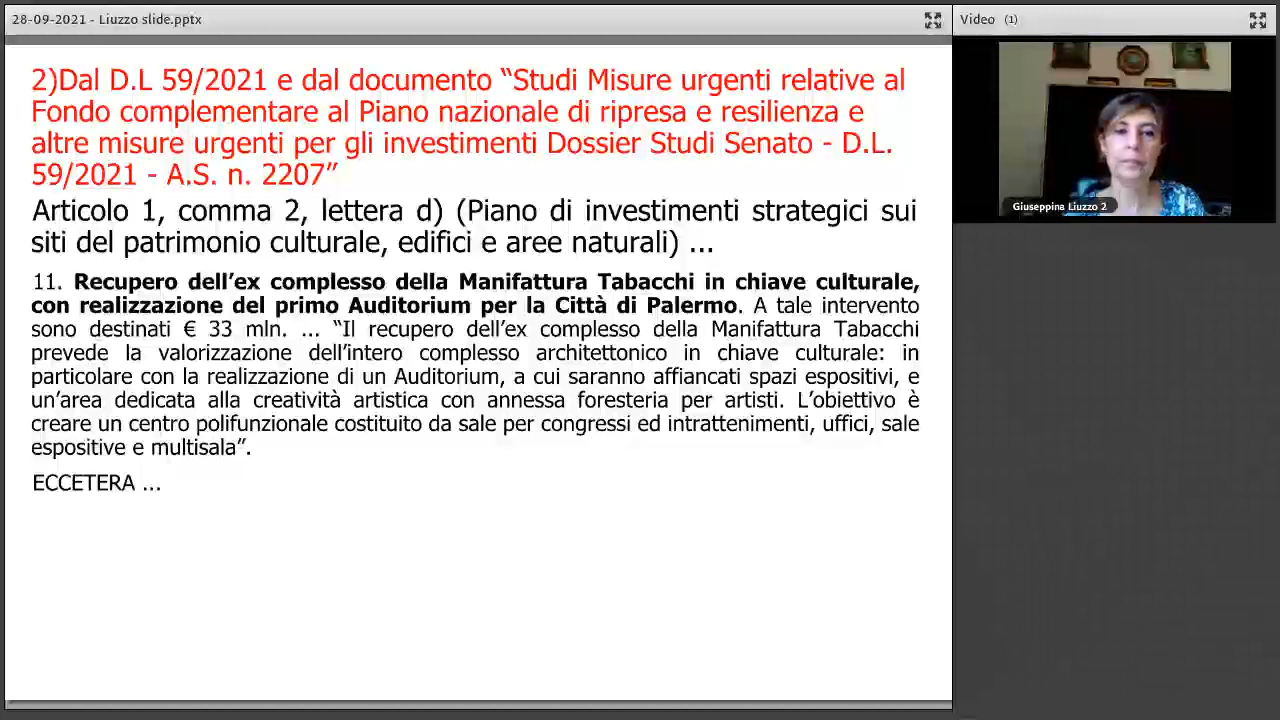 28-09-2021 - Liuzzo slide.pptx
Video (1)
2)Dal D.L 59/2021 e dal documento “Studi Misure urgenti relative al
Fondo complementare al Piano nazionale di ripresa e resilienza e
altre misure urgenti per gli investimenti Dossier Studi Senato - D.L.
59/2021 - A.S. n. 2207”
Articolo 1, comma 2, lettera d) (Piano di investimenti strategici sui
siti del patrimonio culturale, edifici e aree naturali) ...
11. Recupero dell’ex complesso della Manifattura Tabacchi in chiave culturale,
con realizzazione del primo Auditorium per la Città di Palermo. A tale intervento
sono destinati € 33 mln. ... “Il recupero dell’ex complesso della Manifattura Tabacchi
prevede la valorizzazione dell’intero complesso architettonico in chiave culturale: in
particolare con la realizzazione di un Auditorium, a cui saranno affiancati spazi espositivi, e
un’area dedicata alla creatività artistica con annessa foresteria per artisti. L’obiettivo è
creare un centro polifunzionale costituito da sale per congressi ed intrattenimenti, uffici, sale
espositive e multisala”.
ECCETERA ...
Giuseppina Liuzzo 2